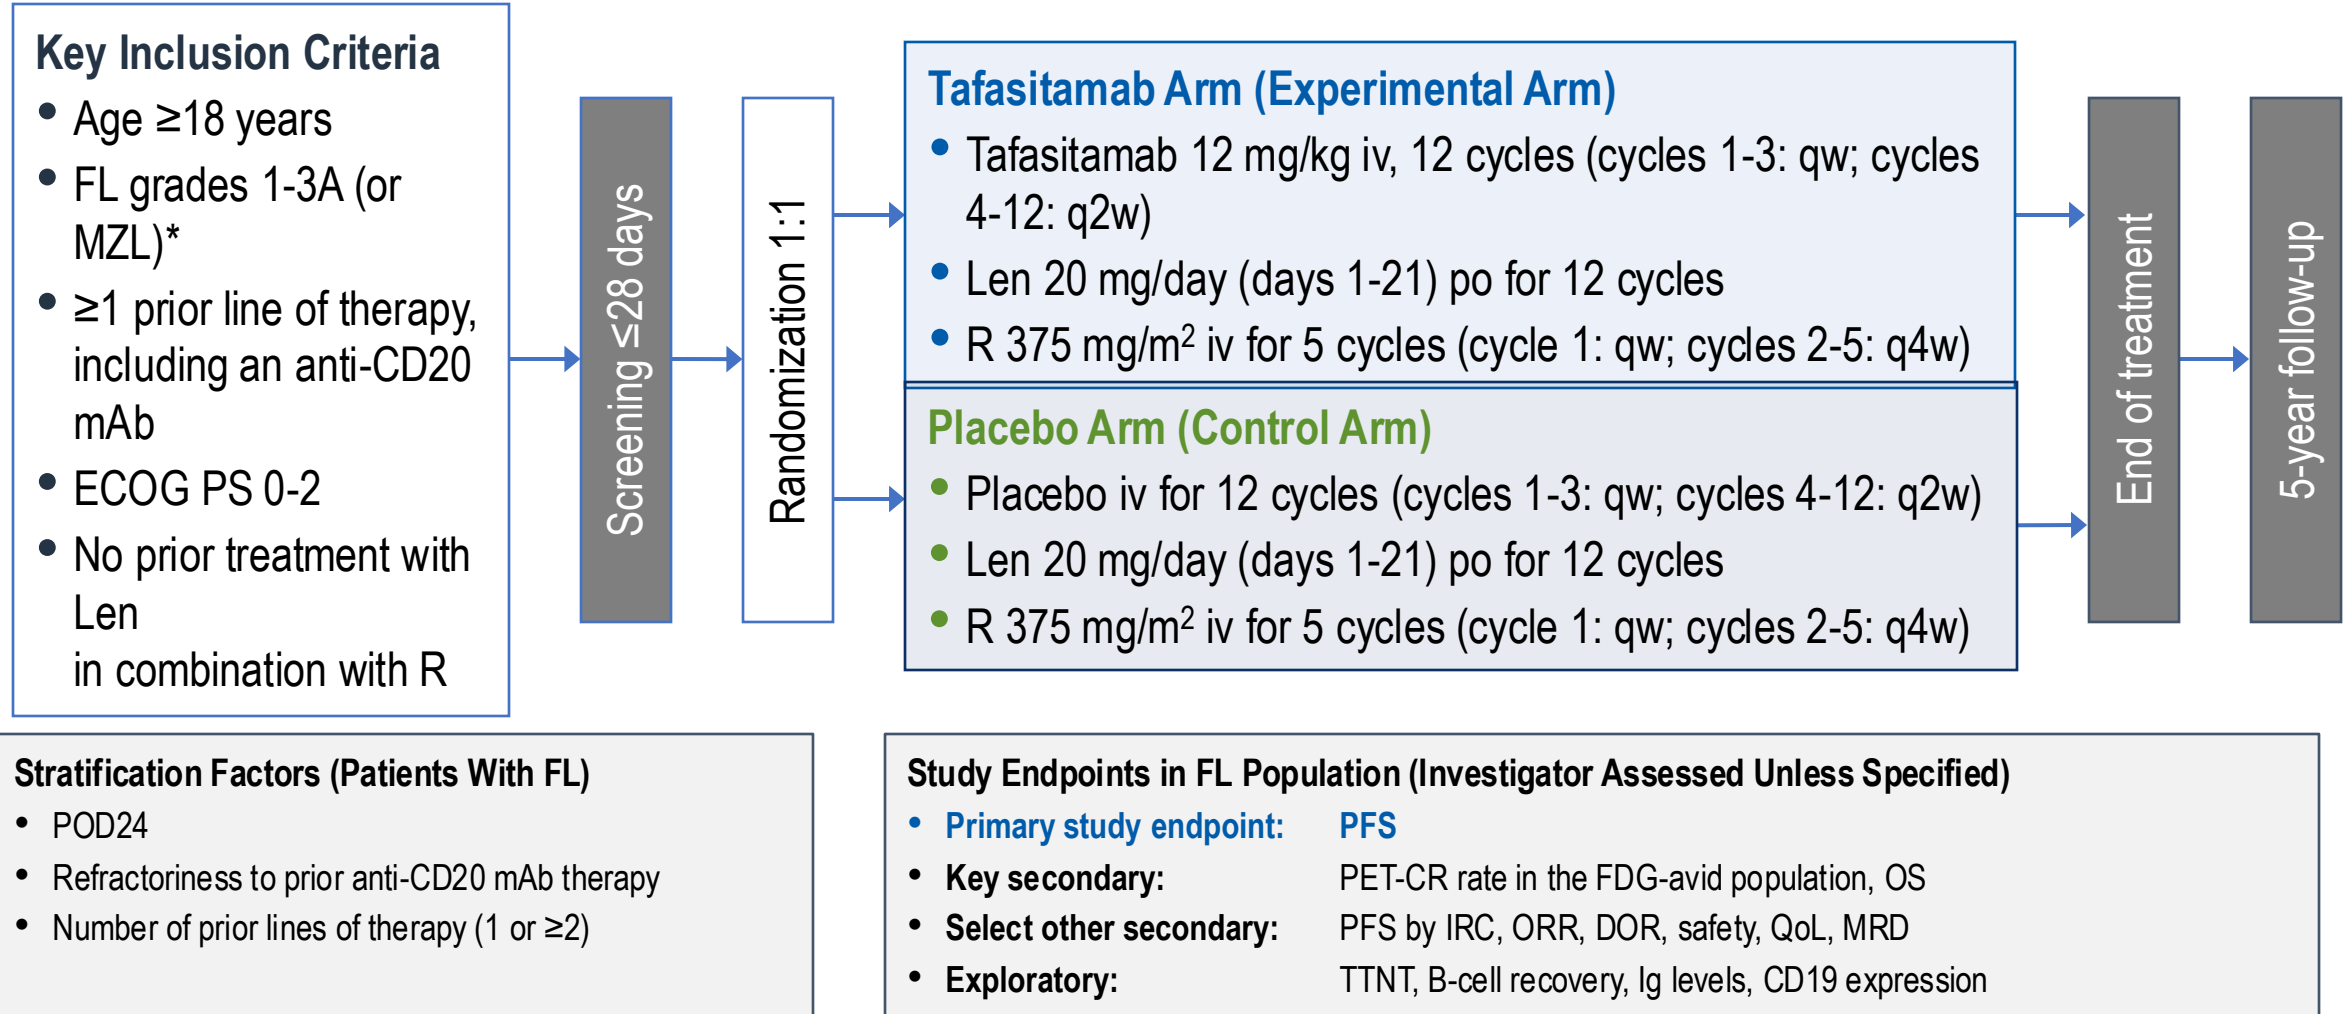 Key Inclusion Criteria
• Age ≥18 years
• FL grades 1-3A (or
MZL)*
• ≥1 prior line of therapy,
including an anti-CD20
mAb
• ECOG PS 0-2
• No prior treatment with
Len
in combination with R
Screening ≤28 days
Randomization 1:1
Tafasitamab Arm (Experimental Arm)
• Tafasitamab 12 mg/kg iv, 12 cycles (cycles 1-3: qw; cycles
4-12: q2w)
• Len 20 mg/day (days 1-21) po for 12 cycles
• R 375 mg/m² iv for 5 cycles (cycle 1: qw; cycles 2-5: q4w)
Placebo Arm (Control Arm)
• Placebo iv for 12 cycles (cycles 1-3: qw; cycles 4-12: q2w)
• Len 20 mg/day (days 1-21) po for 12 cycles
• R 375 mg/m² iv for 5 cycles (cycle 1: qw; cycles 2-5: q4w)
End of treatment
5-year follow-up
Stratification Factors (Patients With FL)
• POD24
• Refractoriness to prior anti-CD20 mAb therapy
• Number of prior lines of therapy (1 or ≥2)
Study Endpoints in FL Population (Investigator Assessed Unless Specified)
• Primary study endpoint: PFS
• Key secondary: PET-CR rate in the FDG-avid population, OS
• Select other secondary: PFS by IRC, ORR, DOR, safety, QoL, MRD
• Exploratory: TTNT, B-cell recovery, Ig levels, CD19 expression